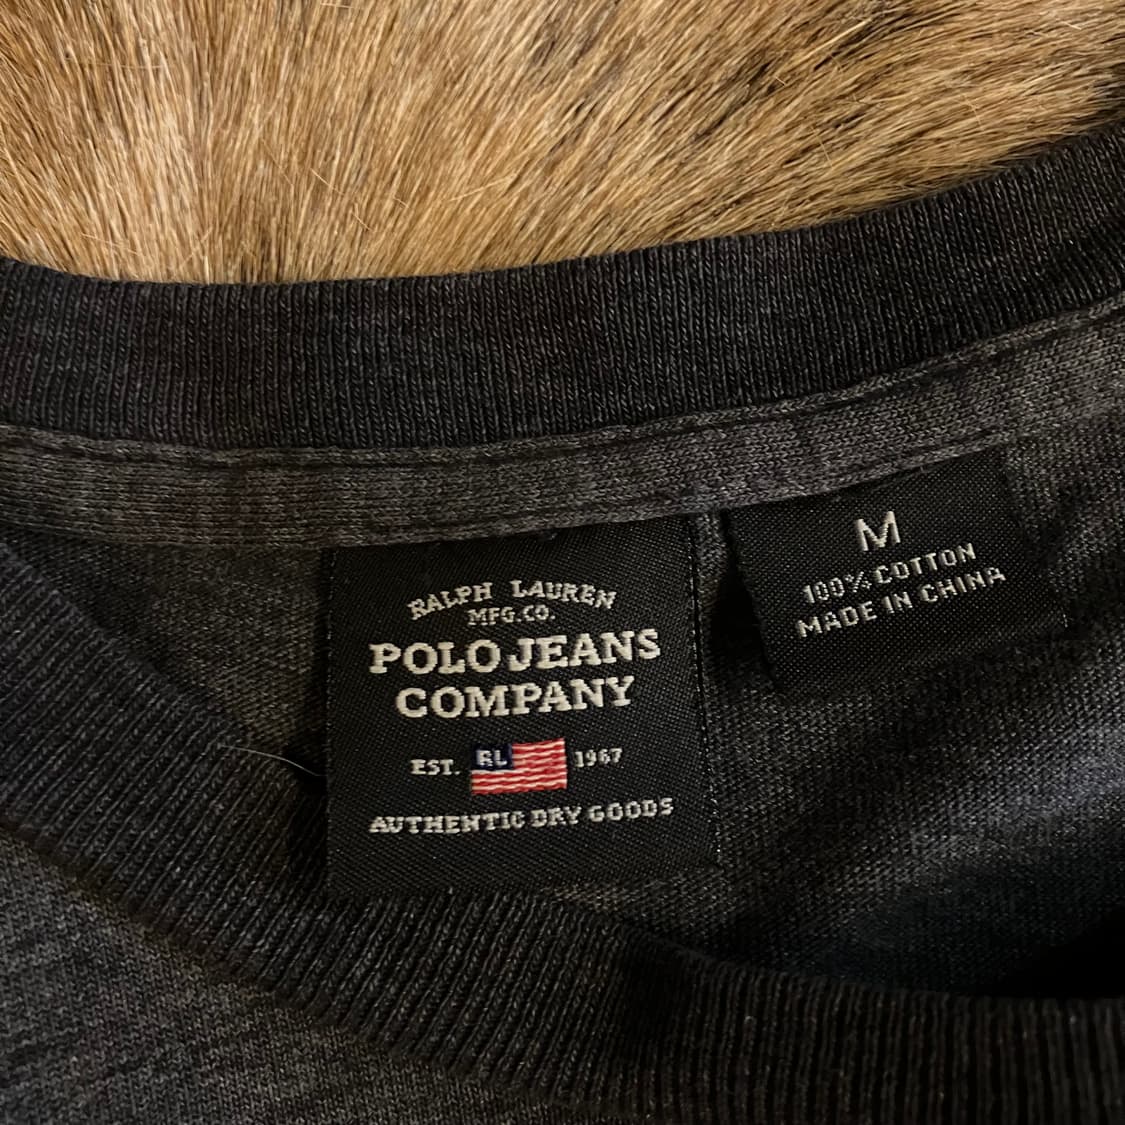 RALPH LAUREN
MFG.CO.
POLO JEANS
COMPANY
EST. RL 1967
AUTHENTIC DRY GOODS
M
100% COTTON
MADE IN CHINA